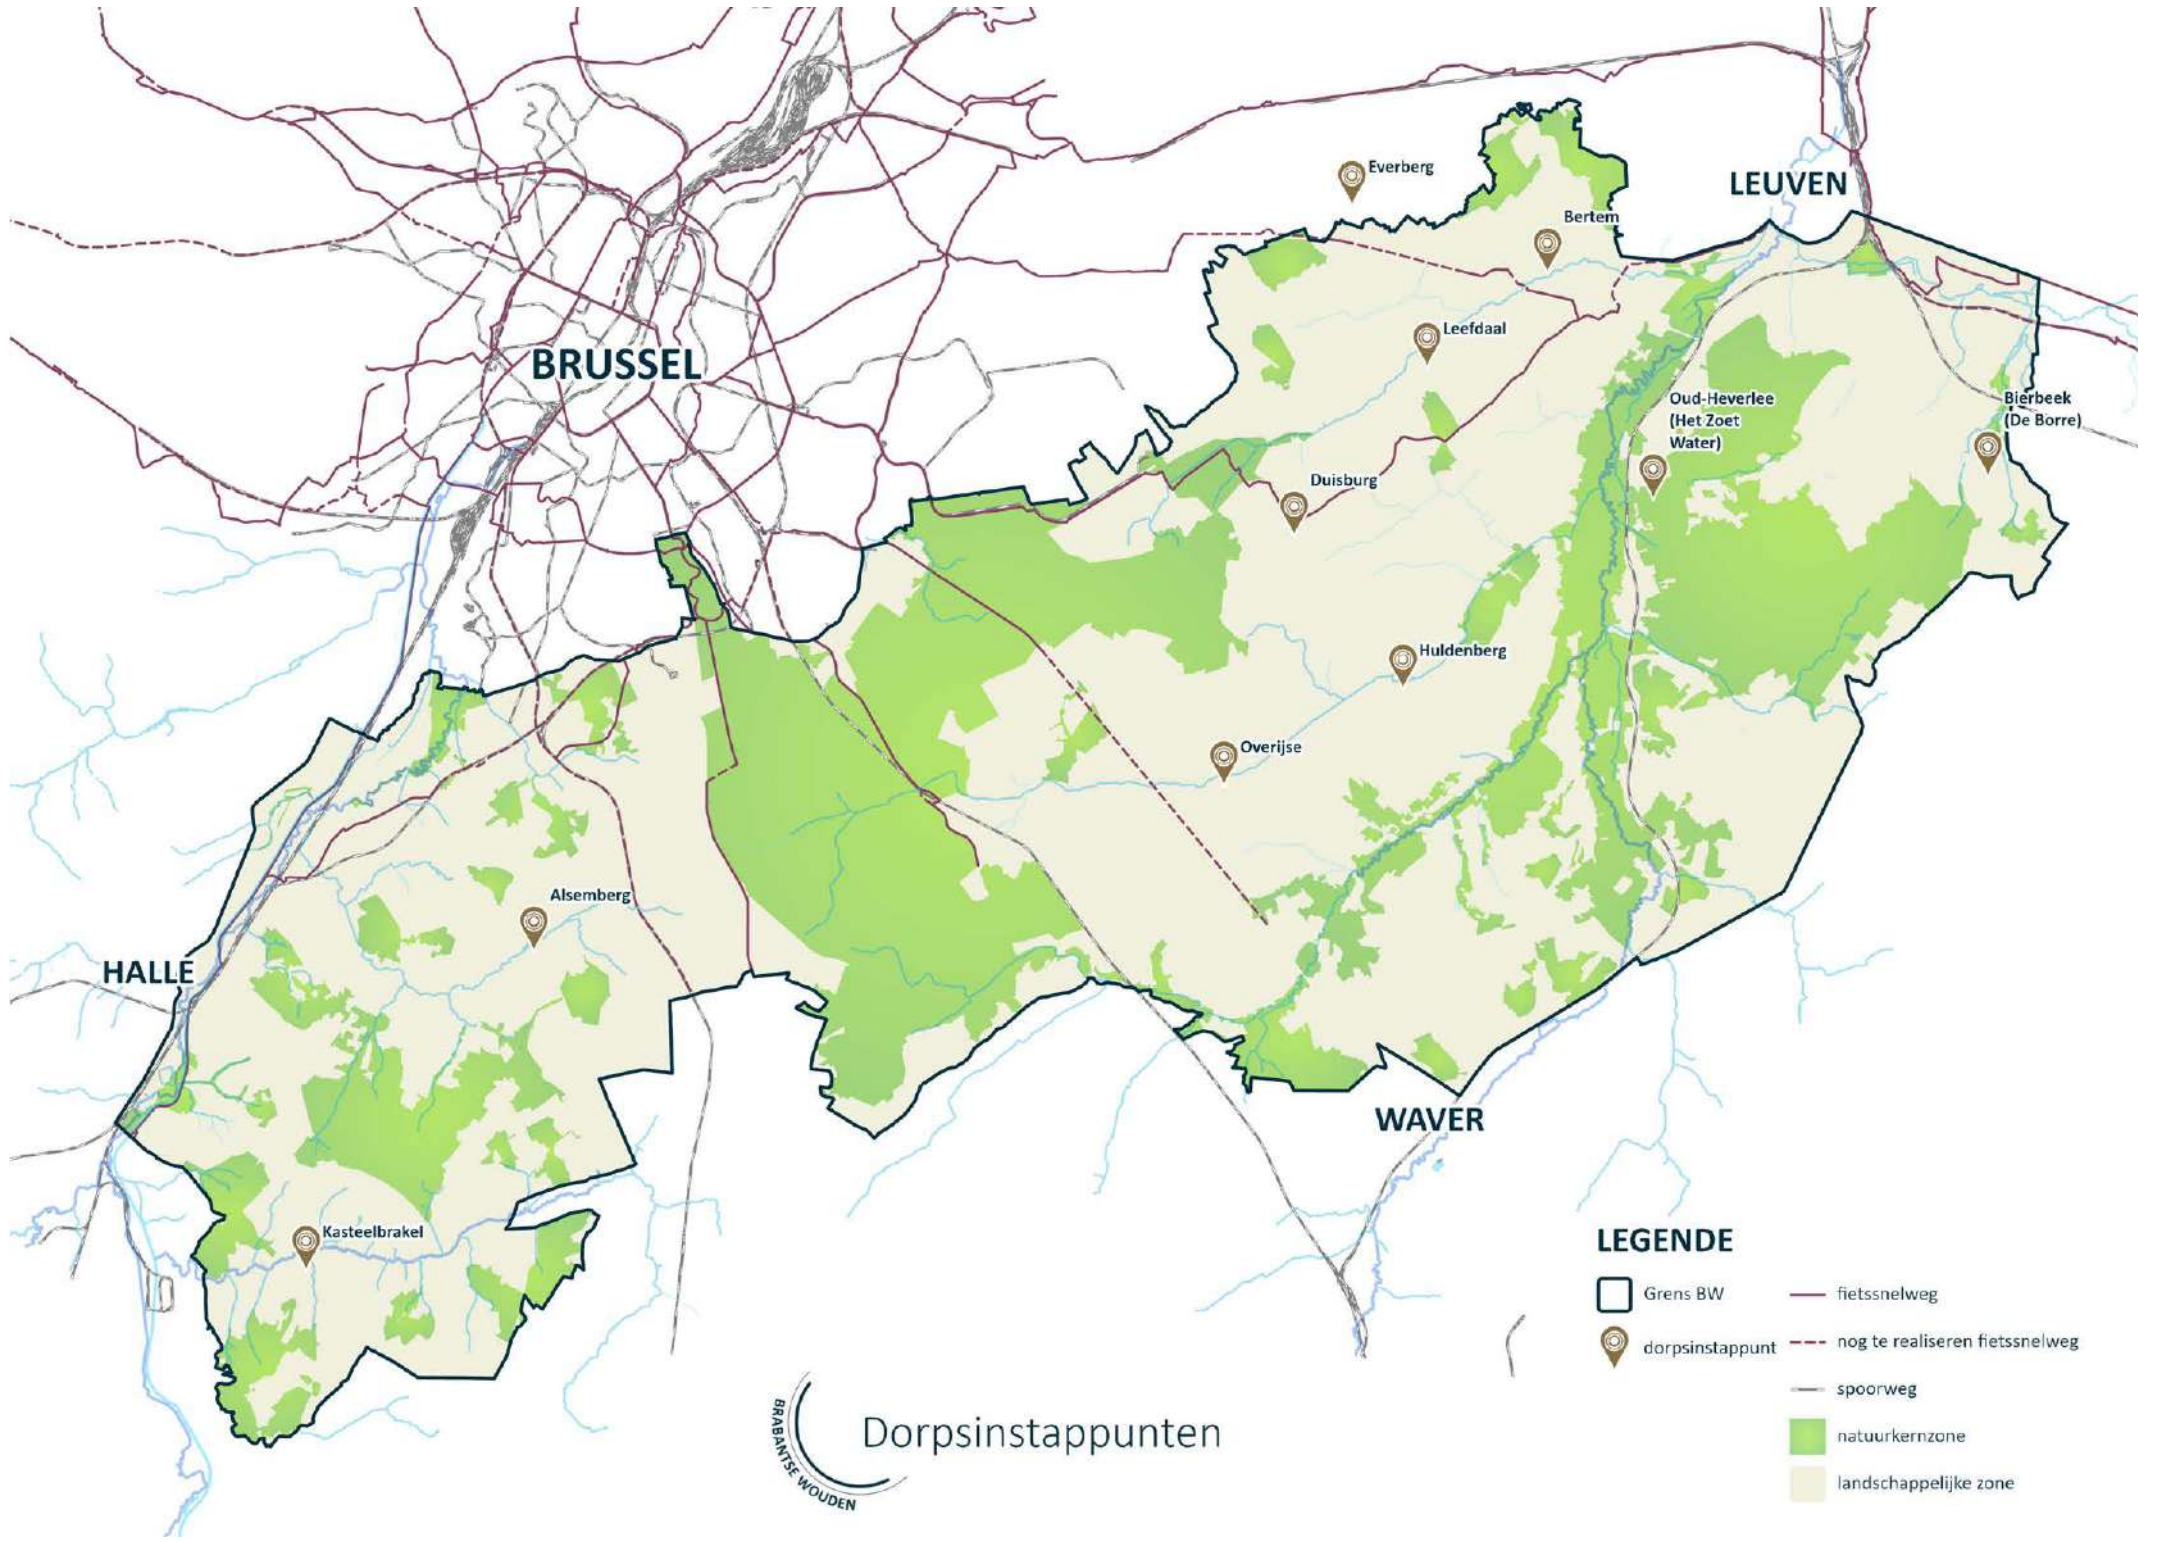 Everberg
LEUVEN
Bertem
Leefdaal
BRUSSEL
Oud-Heverlee
(Het Zoet
Water)
Bierbeek
(De Borre)
Duisburg
Huldenberg
Overijse
Alsemberg
HALLE
WAVER
Kasteelbrakel
LEGENDE
Grens BW
dorpsinstappunt
fietssnelweg
nog te realiseren fietssnelweg
spoorweg
natuurkernzone
landschappelijke zone
BRABANTSE WOUDEN
Dorpsinstappunten